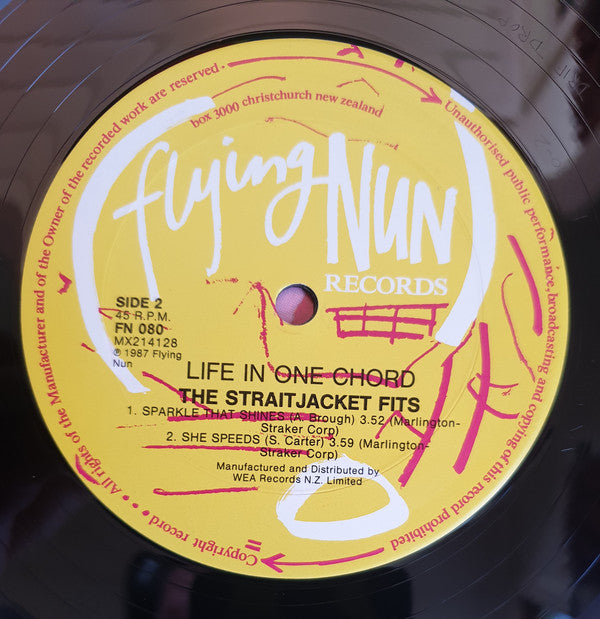 All rights of the Manufacturer and of the Owner of the recorded work are reserved.
Unauthorised public performance, broadcasting and copying of this record prohibited
Copyright record
box 3000 christchurch new zealand
flying NUN
RECORDS
SIDE 2
45 R.P.M.
FN 080
MX214128
℗ 1987 Flying
Nun
LIFE IN ONE CHORD
THE STRAITJACKET FITS
1. SPARKLE THAT SHINES (A. Brough) 3.52 (Marlington-
Straker Corp)
2. SHE SPEEDS (S. Carter) 3.59 (Marlington-
Straker Corp)
Manufactured and Distributed by
WEA Records N.Z. Limited